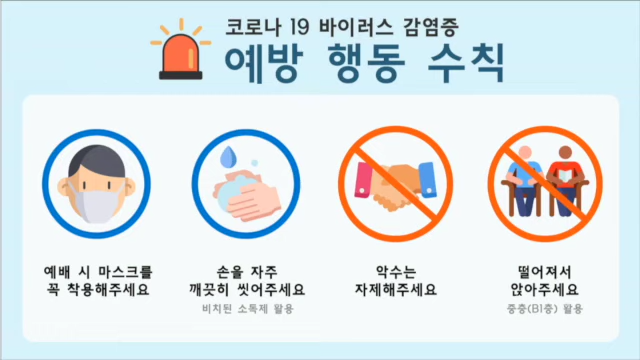 코로나 19 바이러스 감염증
예방 행동 수칙
예배 시 마스크를
꼭 착용해주세요
손을 자주
깨끗히 씻어주세요
비치된 소독제 활용
악수는
자제해주세요
떨어져서
앉아주세요
중층(B1층) 활용